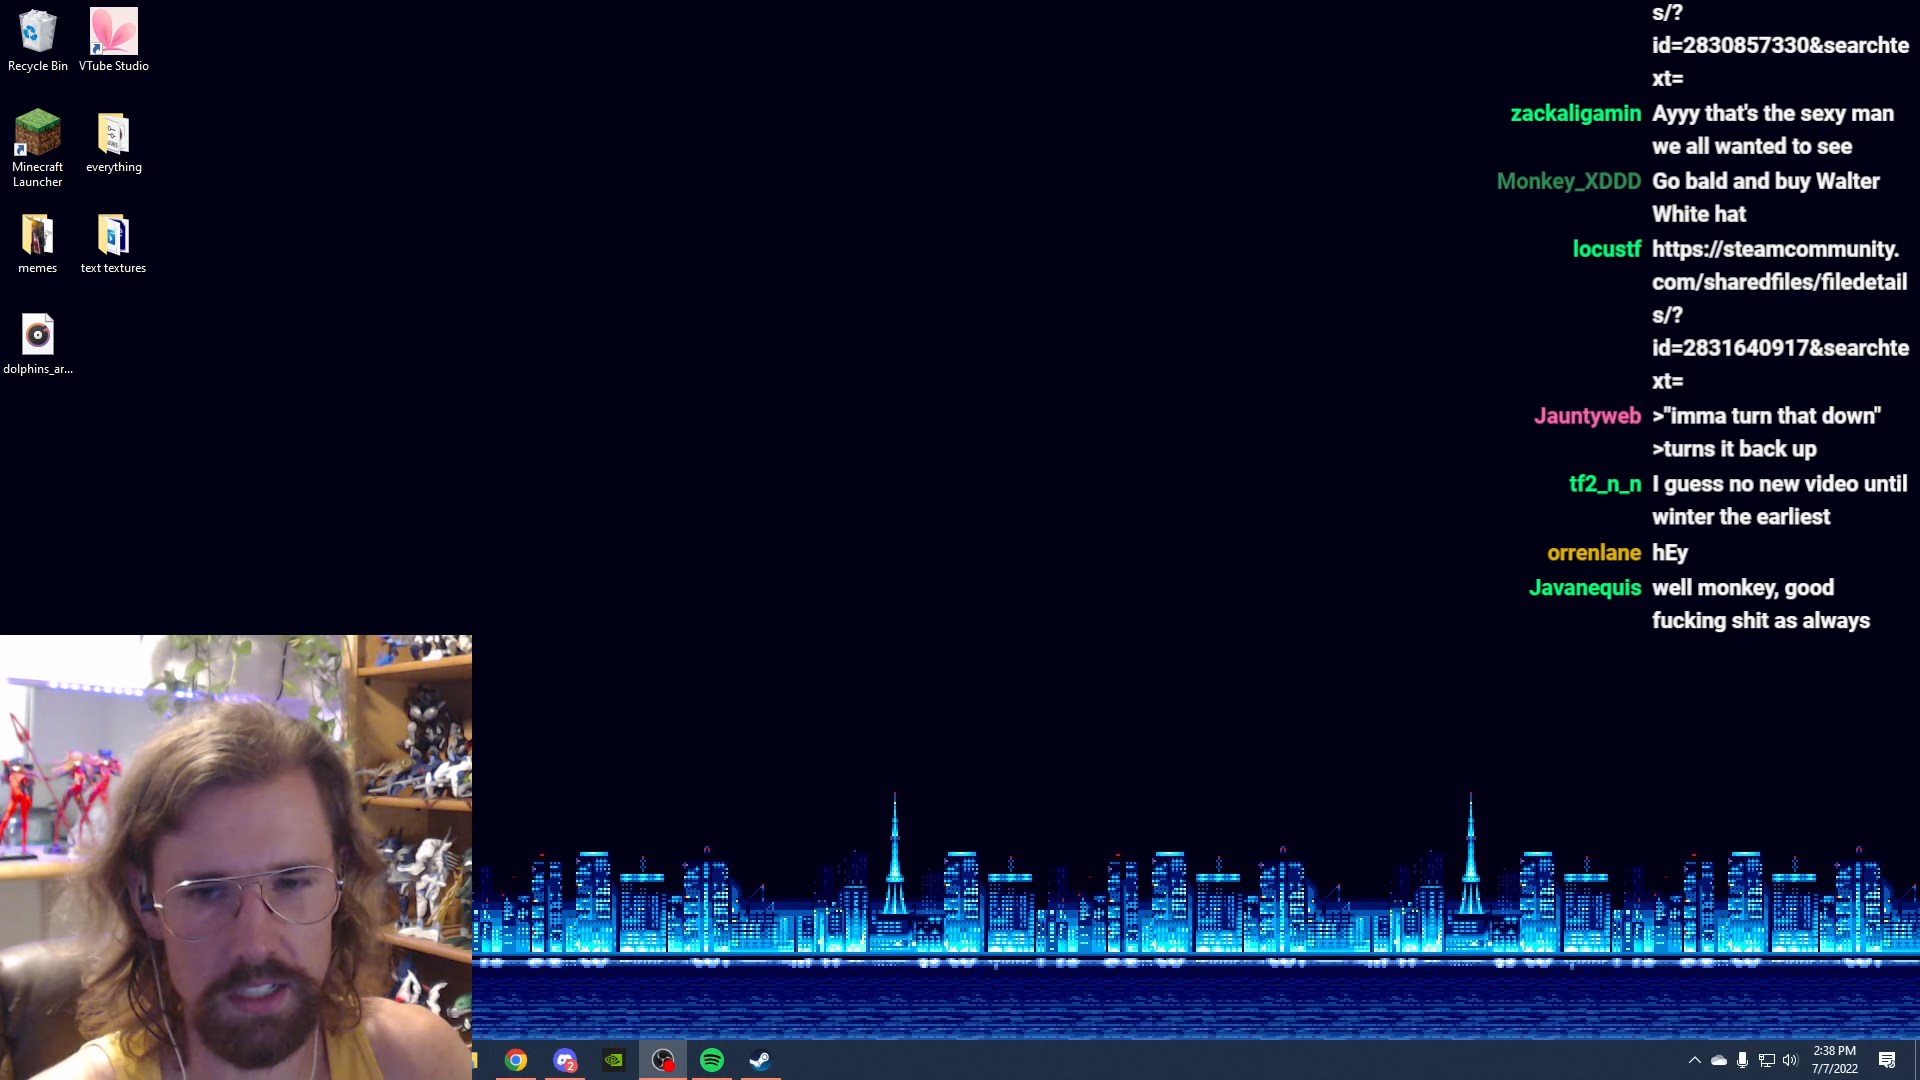 Recycle Bin
VTube Studio
Minecraft
Launcher
everything
memes
text textures
dolphins_ar...
s/?
id=2830857330&searchte
xt=
zackaligamin Ayyy that's the sexy man
we all wanted to see
Monkey_XDDD Go bald and buy Walter
White hat
locustf https://steamcommunity.
com/sharedfiles/filedetail
s/?
id=2831640917&searchte
xt=
Jauntyweb >"imma turn that down"
>turns it back up
tf2_n_n I guess no new video until
winter the earliest
orrenlane hEy
Javanequis well monkey, good
fucking shit as always
2
2:38 PM
7/7/2022